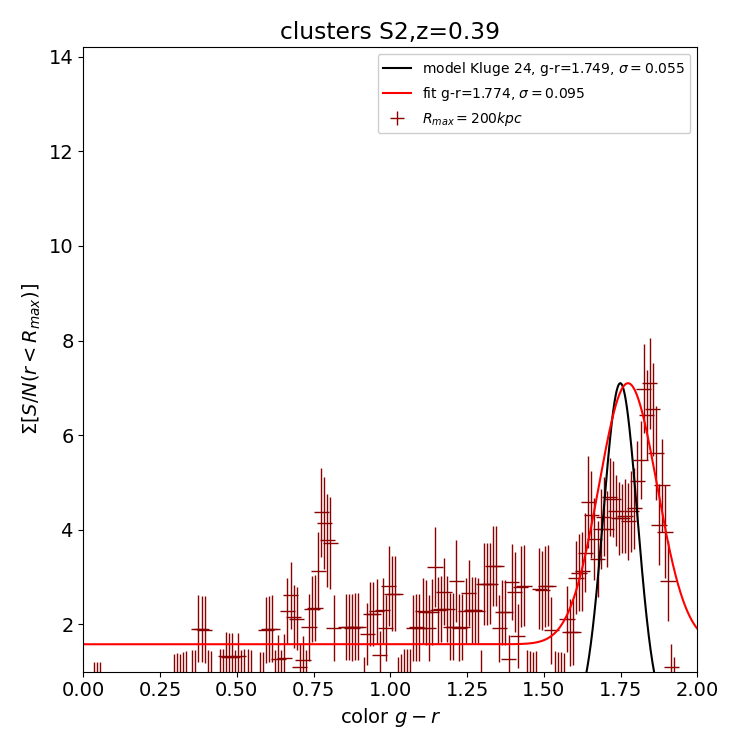 clusters S2,z=0.39
model Kluge 24, g-r=1.749, σ = 0.055
fit g-r=1.774, σ = 0.095
R_max = 200kpc
Σ[S/N(r < R_max)]
14
12
10
8
6
4
2
0.00 0.25 0.50 0.75 1.00 1.25 1.50 1.75 2.00
color g − r